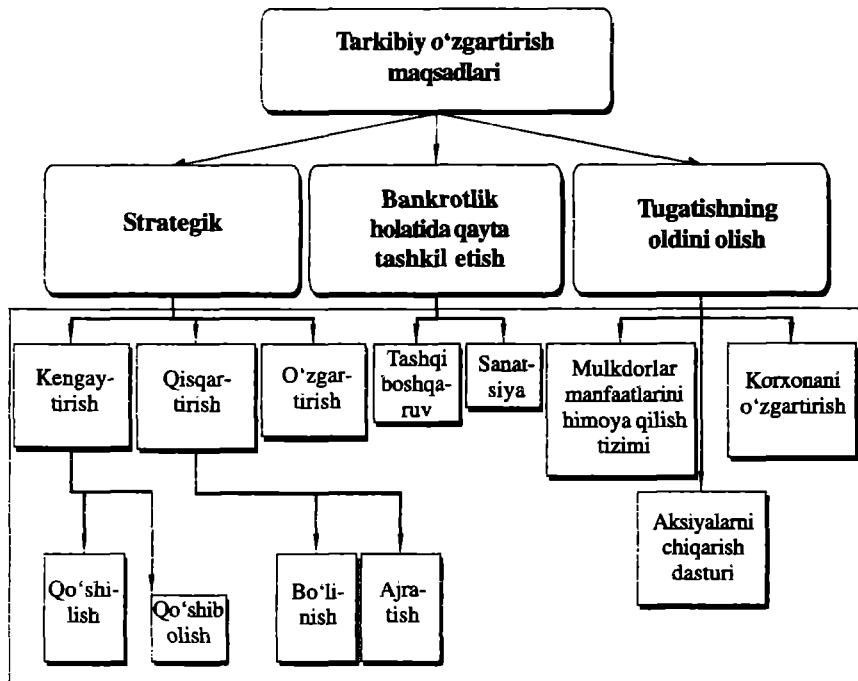 Tarkibiy o‘zgartirish
maqsadlari
Strategik
Bankrotlik
holatida qayta
tashkil etish
Tugatishning
oldini olish
Kengay-
tirish
Qisqar-
tirish
O‘zgar-
tirish
Tashqi
boshqa-
ruv
Sanat-
siya
Mulkdorlar
manfaatlarini
himoya qilish
tizimi
Korxonani
o‘zgartirish
Aksiyalarni
chiqarish
dasturi
Qo‘shi-
lish
Qo‘shib
olish
Bo‘li-
nish
Ajra-
tish